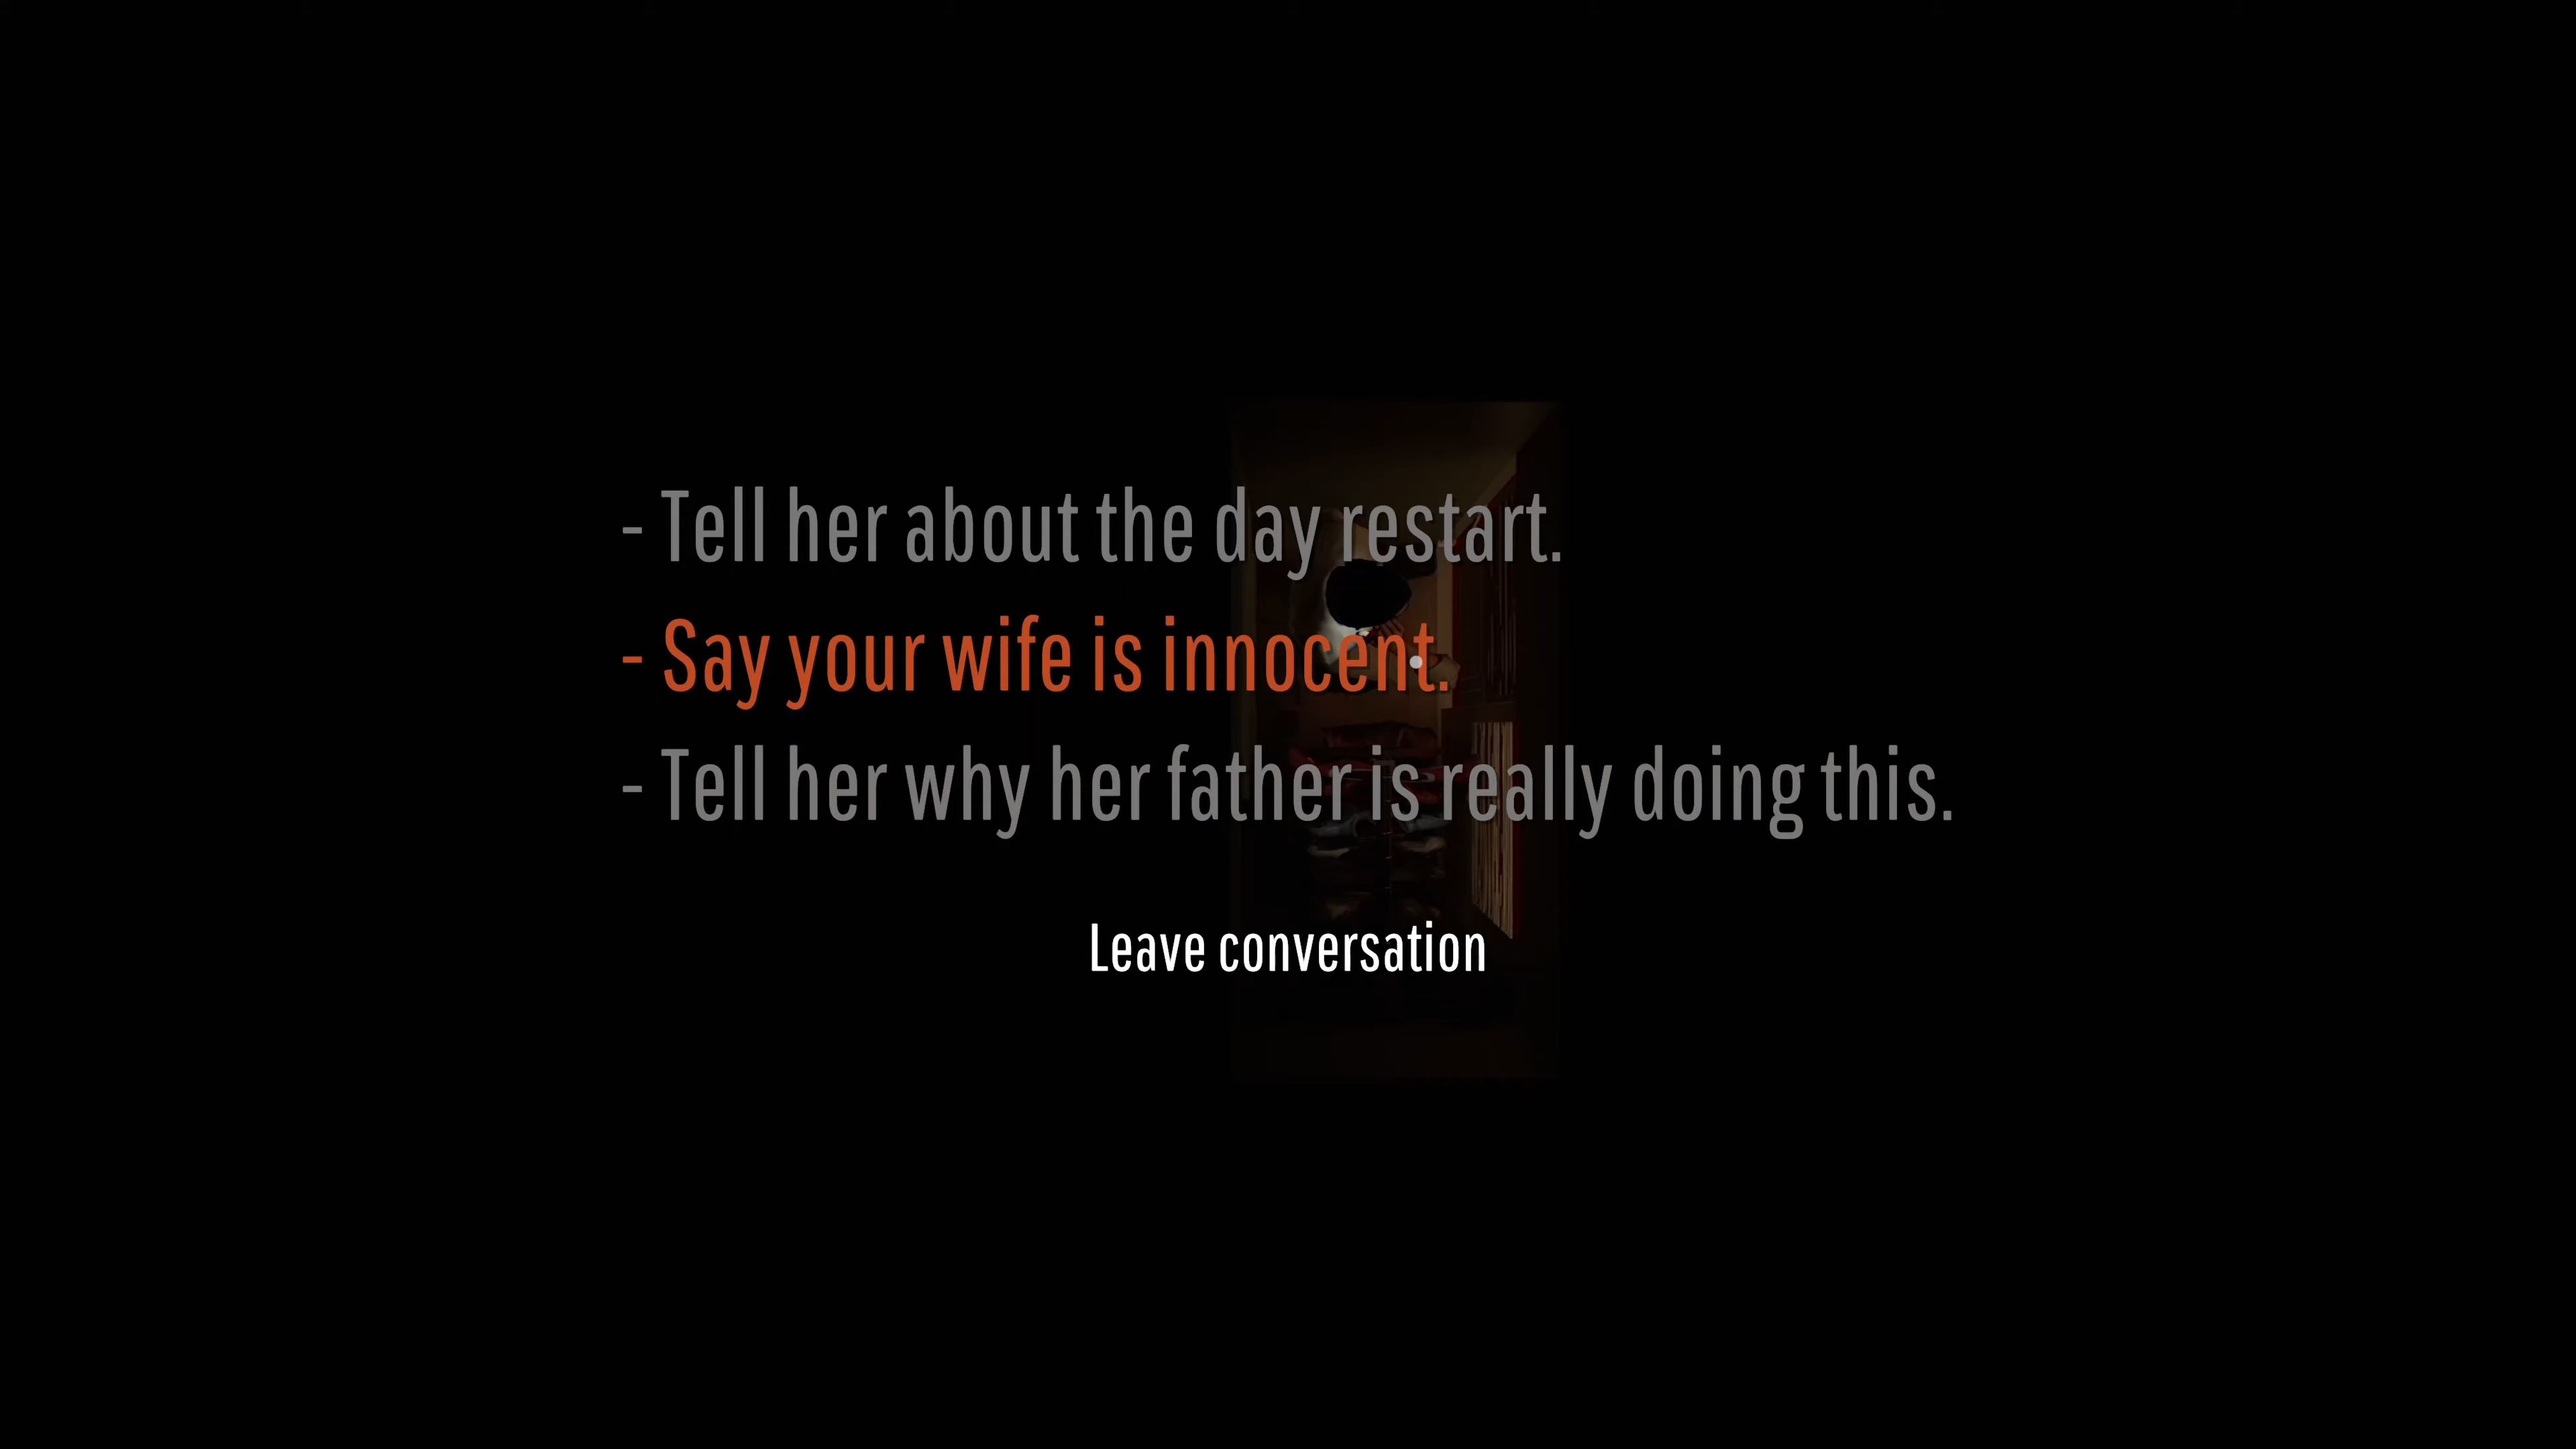 - Tell her about the day restart.
- Say your wife is innocent.
- Tell her why her father is really doing this.
Leave conversation